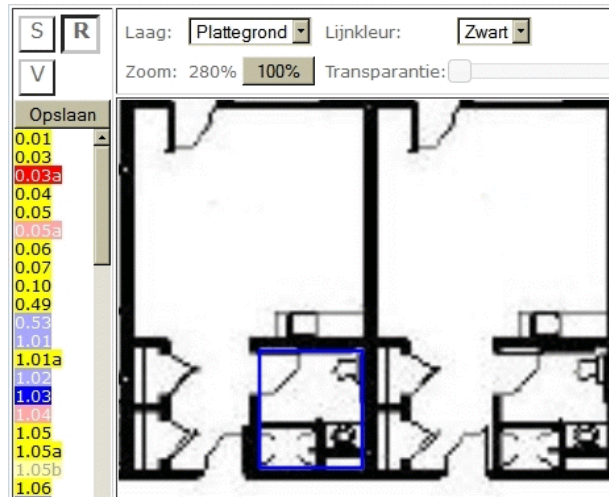 S R Laag: Plattegrond Lijnkleur: Zwart
V Zoom: 280% 100% Transparantie:
Opslaan
0.01
0.03
0.03a
0.04
0.05
0.05a
0.06
0.07
0.10
0.49
0.53
1.01
1.01a
1.02
1.03
1.04
1.05
1.05a
1.05b
1.06